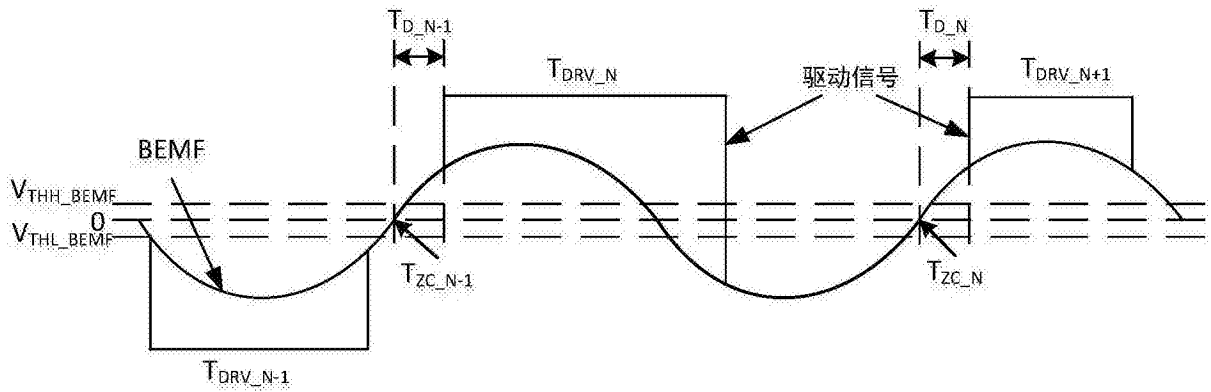 T_D_N-1
T_D_N
T_DRV_N
驱动信号
T_DRV_N+1
BEMF
V_THH_BEMF
0
V_THL_BEMF
T_ZC_N-1
T_ZC_N
T_DRV_N-1